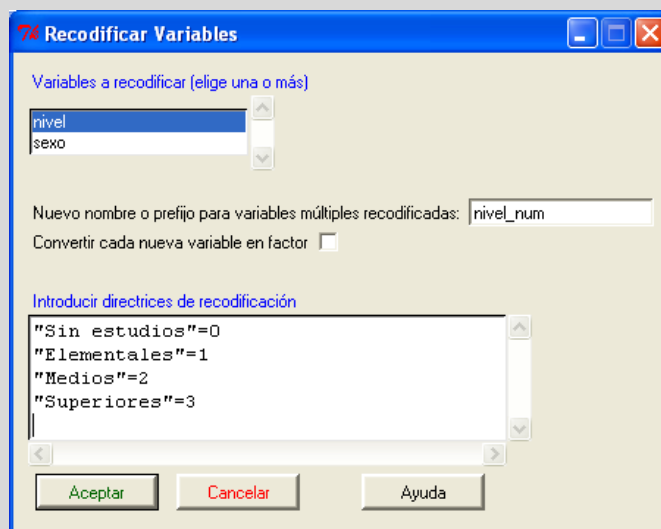 Recodificar Variables
Variables a recodificar (elige una o más)
nivel
sexo
Nuevo nombre o prefijo para variables múltiples recodificadas: nivel_num
Convertir cada nueva variable en factor
Introducir directrices de recodificación
"Sin estudios"=0
"Elementales"=1
"Medios"=2
"Superiores"=3
Aceptar Cancelar Ayuda